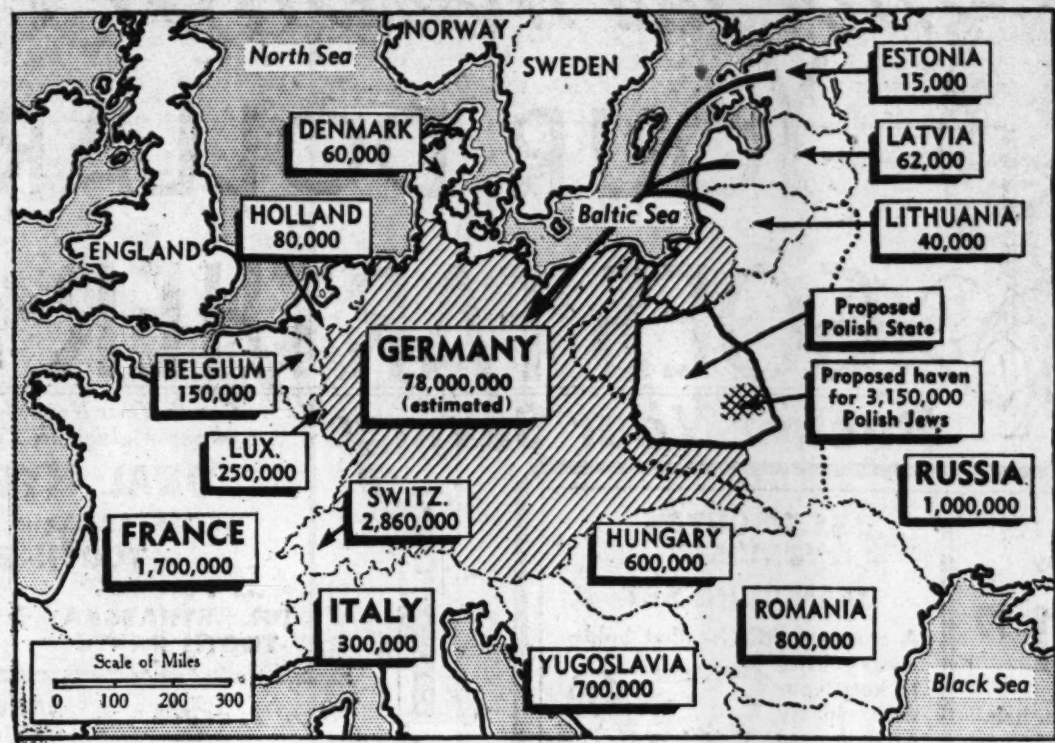 North Sea
NORWAY
SWEDEN
ESTONIA
15,000
DENMARK
60,000
LATVIA
62,000
HOLLAND
80,000
Baltic Sea
LITHUANIA
40,000
ENGLAND
Proposed
Polish State
GERMANY
78,000,000
(estimated)
BELGIUM
150,000
Proposed haven
for 3,150,000
Polish Jews
LUX.
250,000
RUSSIA
1,000,000
SWITZ.
2,860,000
FRANCE
1,700,000
HUNGARY
600,000
ITALY
300,000
ROMANIA
800,000
YUGOSLAVIA
700,000
Scale of Miles
0 100 200 300
Black Sea